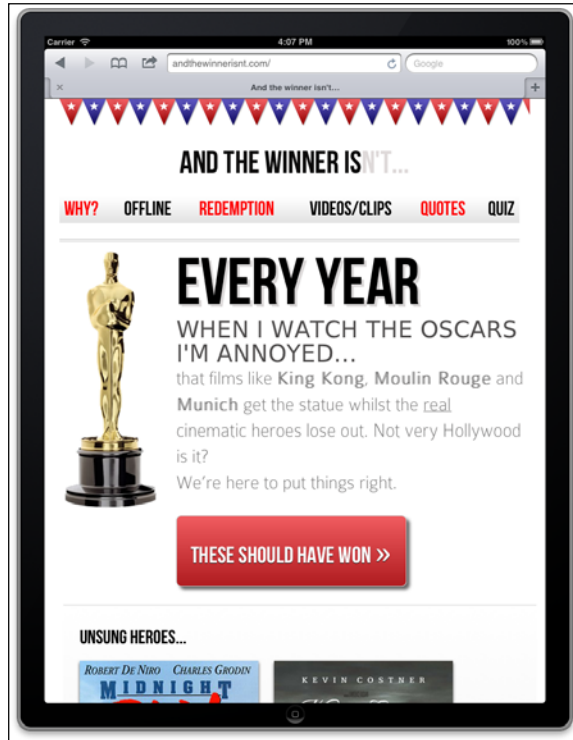 Carrier 4:07 PM 100%
andthewinnerisnt.com/ Google
And the winner isn't...
AND THE WINNER ISN'T...
WHY? OFFLINE REDEMPTION VIDEOS/CLIPS QUOTES QUIZ
EVERY YEAR
WHEN I WATCH THE OSCARS
I'M ANNOYED...
that films like King Kong, Moulin Rouge and
Munich get the statue whilst the real
cinematic heroes lose out. Not very Hollywood
is it?
We're here to put things right.
THESE SHOULD HAVE WON »
UNSUNG HEROES...
ROBERT DE NIRO CHARLES GRODIN
MIDNIGHT
KEVIN COSTNER